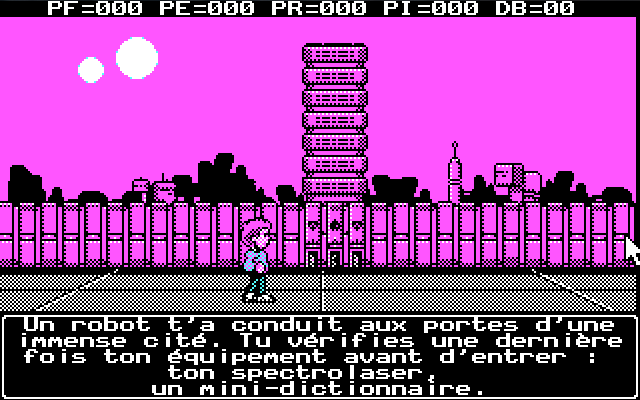 PF=000 PE=000 PR=000 PI=000 DB=00
Un robot t'a conduit aux portes d'une
immense cité. Tu vérifies une dernière
fois ton équipement avant d'entrer :
ton spectrolaser,
un mini-dictionnaire.